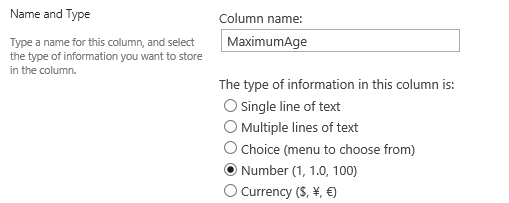 Name and Type
Type a name for this column, and select
the type of information you want to store
in the column.
Column name:
MaximumAge
The type of information in this column is:
Single line of text
Multiple lines of text
Choice (menu to choose from)
Number (1, 1.0, 100)
Currency ($, ¥, €)